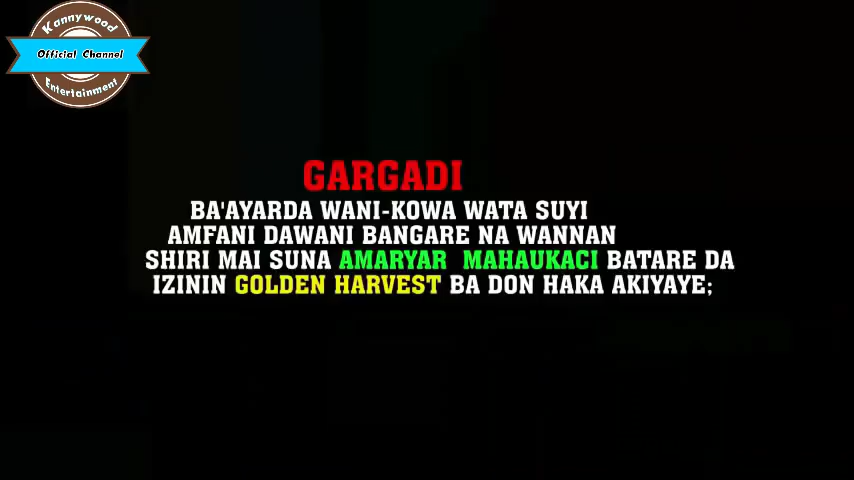 Kannywood
Official Channel
Entertainment
GARGADI
BA'AYARDA WANI-KOWA WATA SUYI
AMFANI DAWANI BANGARE NA WANNAN
SHIRI MAI SUNA AMARYAR MAHAUKACI BATARE DA
IZININ GOLDEN HARVEST BA DON HAKA AKIYAYE;